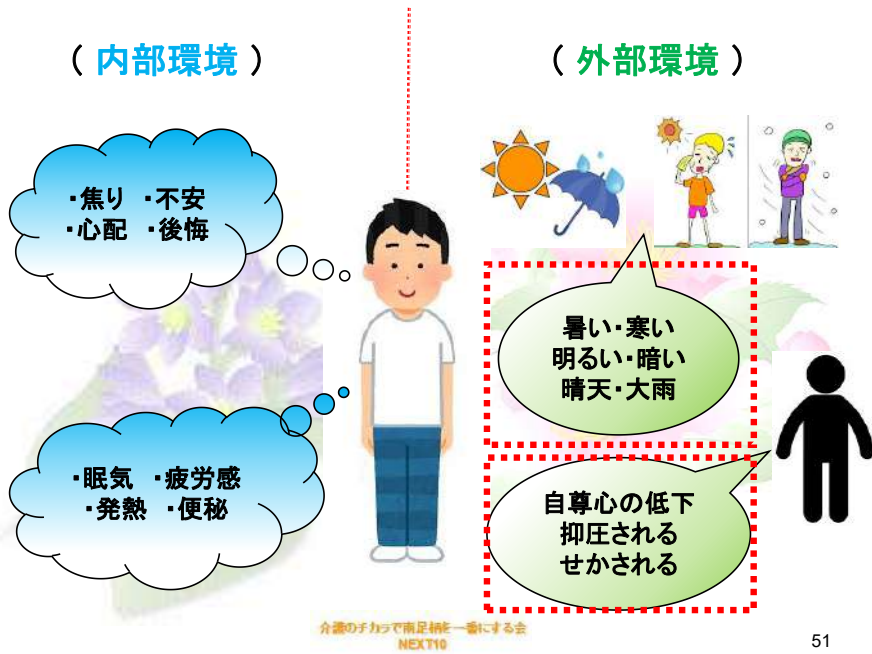 （ 内部環境 ）
（ 外部環境 ）
・焦り ・不安
・心配 ・後悔
暑い・寒い
明るい・暗い
晴天・大雨
・眠気 ・疲労感
・発熱 ・便秘
自尊心の低下
抑圧される
せかされる
介護のチカラで南足柄を一番にする会
NEXT10
51